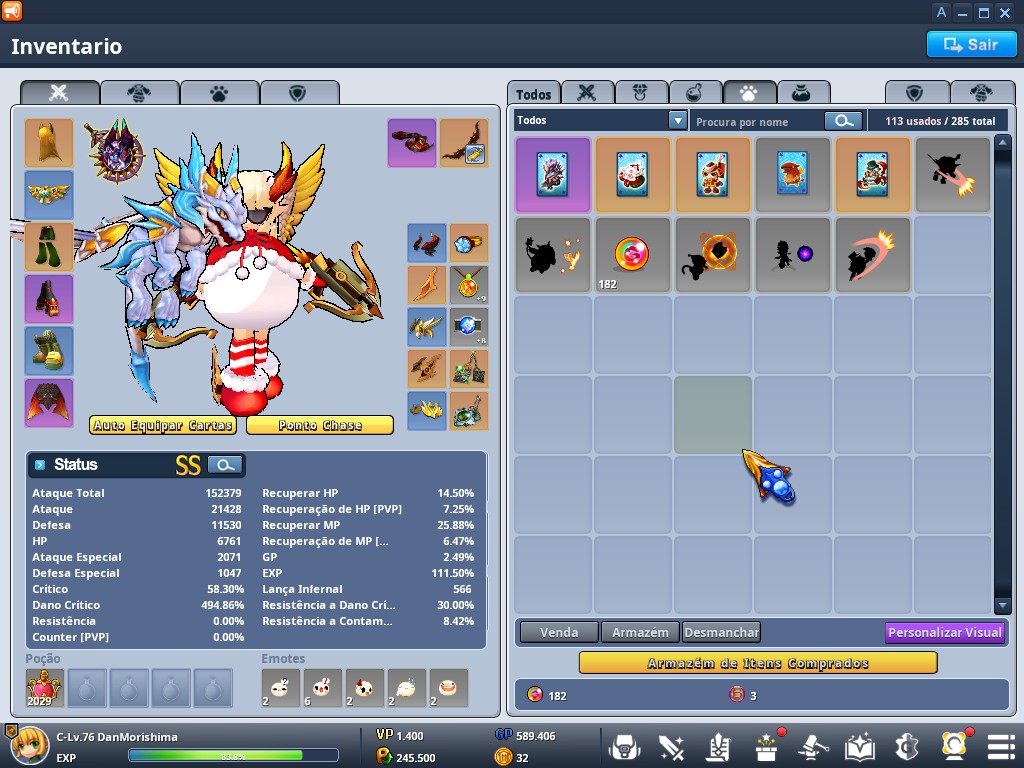 A
Inventario
Sair
Todos
Todos
Procura por nome
113 usados / 285 total
182
+9
+8
Auto Equipar Cartas
Ponto Chase
Status SS
Ataque Total 152379
Ataque 21428
Defesa 11530
HP 6761
Ataque Especial 2071
Defesa Especial 1047
Crítico 58.30%
Dano Crítico 494.86%
Resistência 0.00%
Counter [PVP] 0.00%
Recuperar HP 14.50%
Recuperação de HP [PVP] 7.25%
Recuperar MP 25.88%
Recuperação de MP [... 6.47%
GP 2.49%
EXP 111.50%
Lança Infernal 566
Resistência a Dano Crí... 30.00%
Resistência a Contam... 8.42%
Poção
2029
Emotes
2 6 2 2 2
Venda
Armazém
Desmanchar
Personalizar Visual
Armazém de Itens Comprados
182
3
C-Lv.76 DanMorishima
EXP 83.8%
VP 1.400
245.500
GP 589.406
32